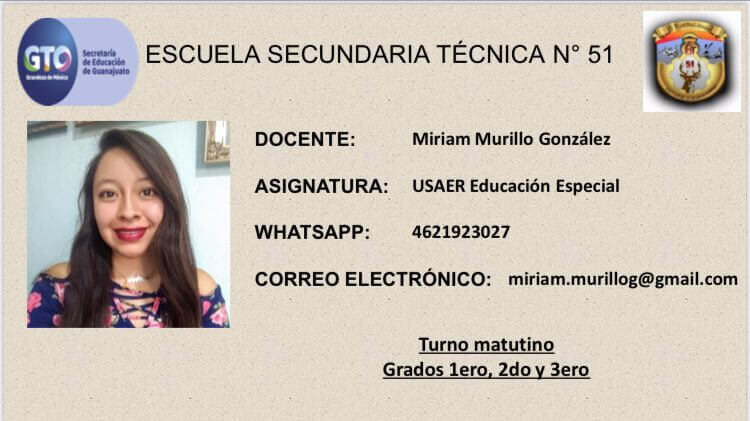 GTO
Grandeza de México
Secretaría
de Educación
de Guanajuato
ESCUELA SECUNDARIA TÉCNICA N° 51
51
DOCENTE: Miriam Murillo González
ASIGNATURA: USAER Educación Especial
WHATSAPP: 4621923027
CORREO ELECTRÓNICO: miriam.murillog@gmail.com
Turno matutino
Grados 1ero, 2do y 3ero